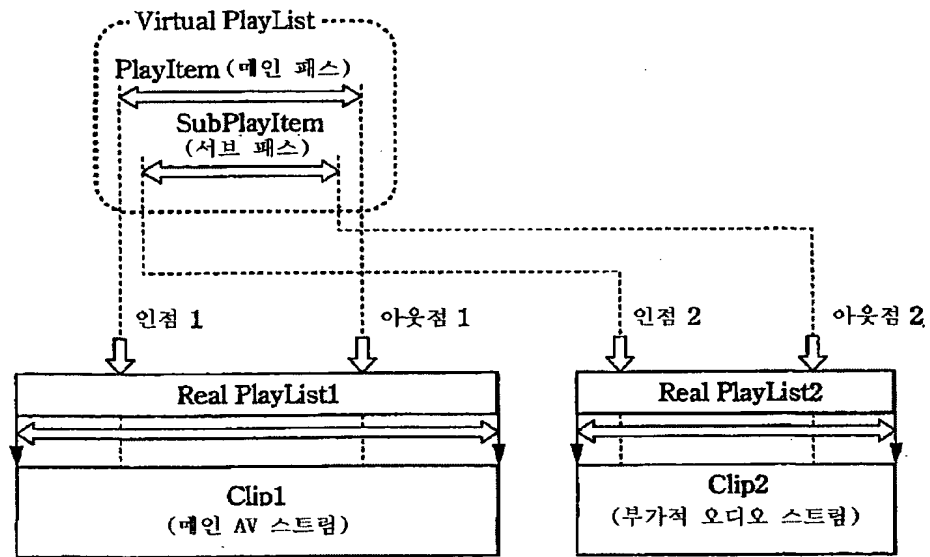 Virtual PlayList
PlayItem (메인 패스)
SubPlayItem
(서브 패스)
인점 1
아웃점 1
인점 2
아웃점 2
Real PlayList1
Real PlayList2
Clip1
(메인 AV 스트림)
Clip2
(부가적 오디오 스트림)